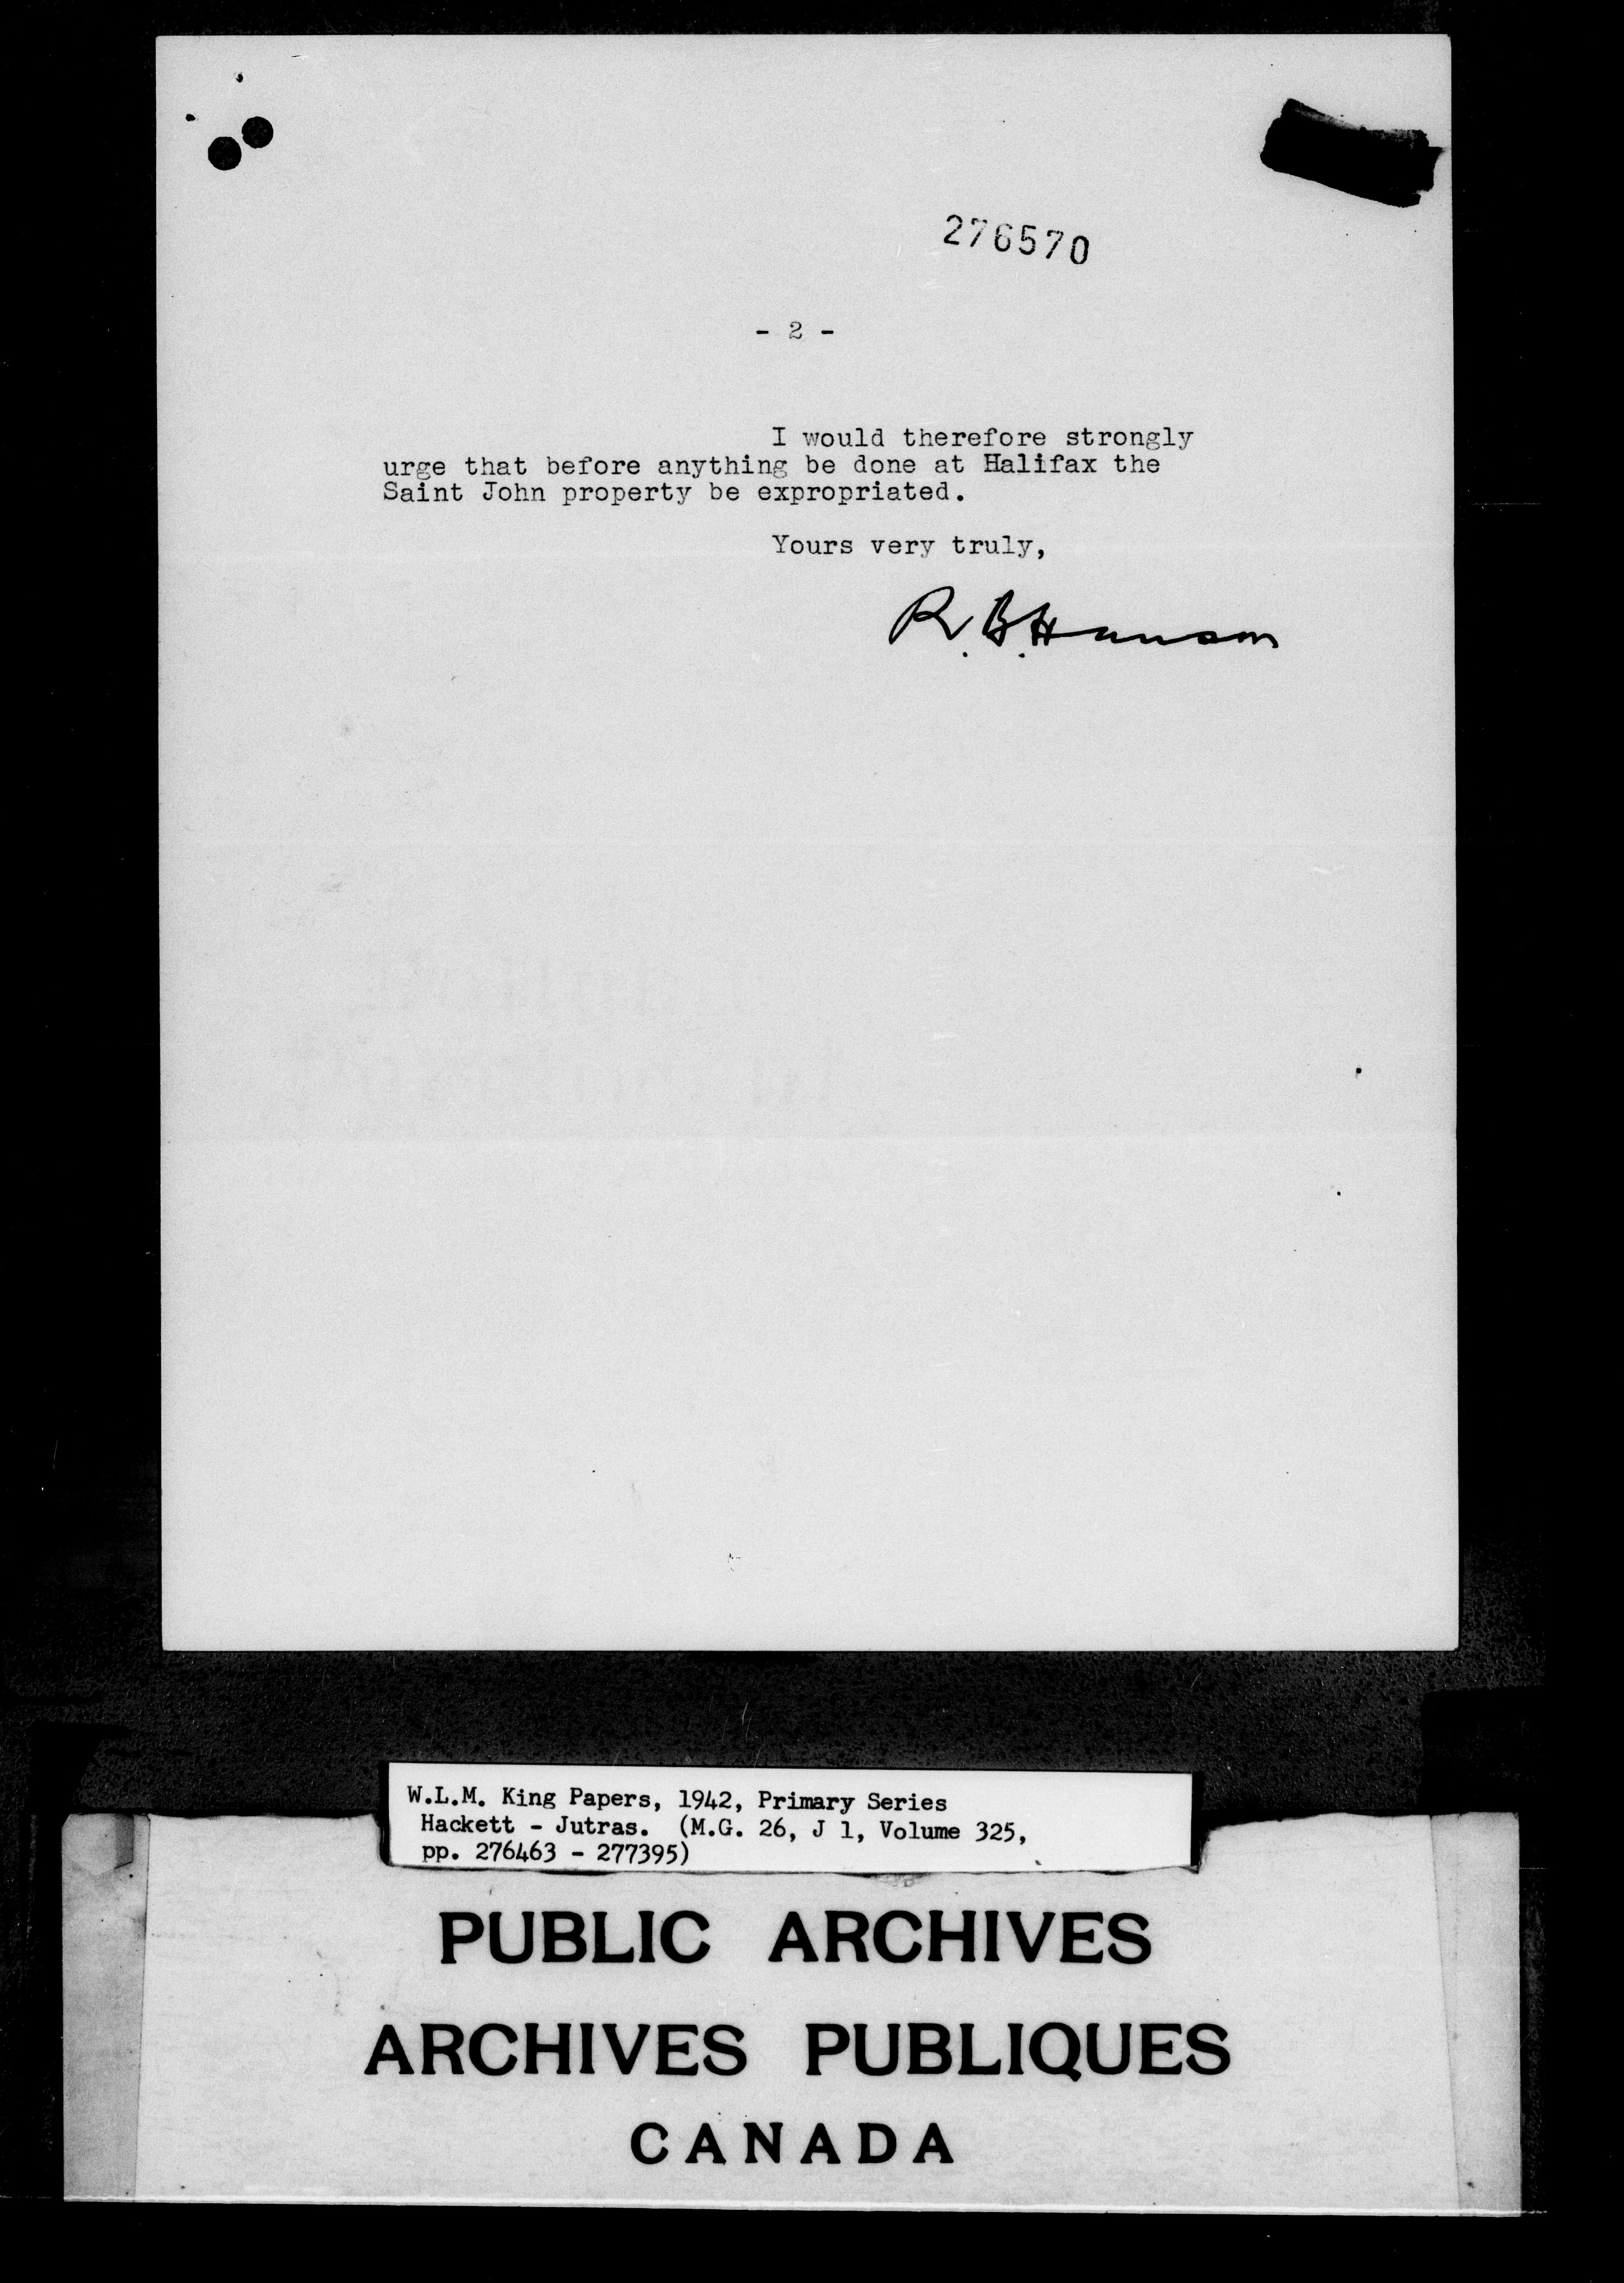 276570
- 2 -
I would therefore strongly
urge that before anything be done at Halifax the
Saint John property be expropriated.
Yours very truly,
R. B. Hanson
W.L.M. King Papers, 1942, Primary Series
Hackett - Jutras. (M.G. 26, J 1, Volume 325,
pp. 276463 - 277395)
PUBLIC ARCHIVES
ARCHIVES PUBLIQUES
CANADA